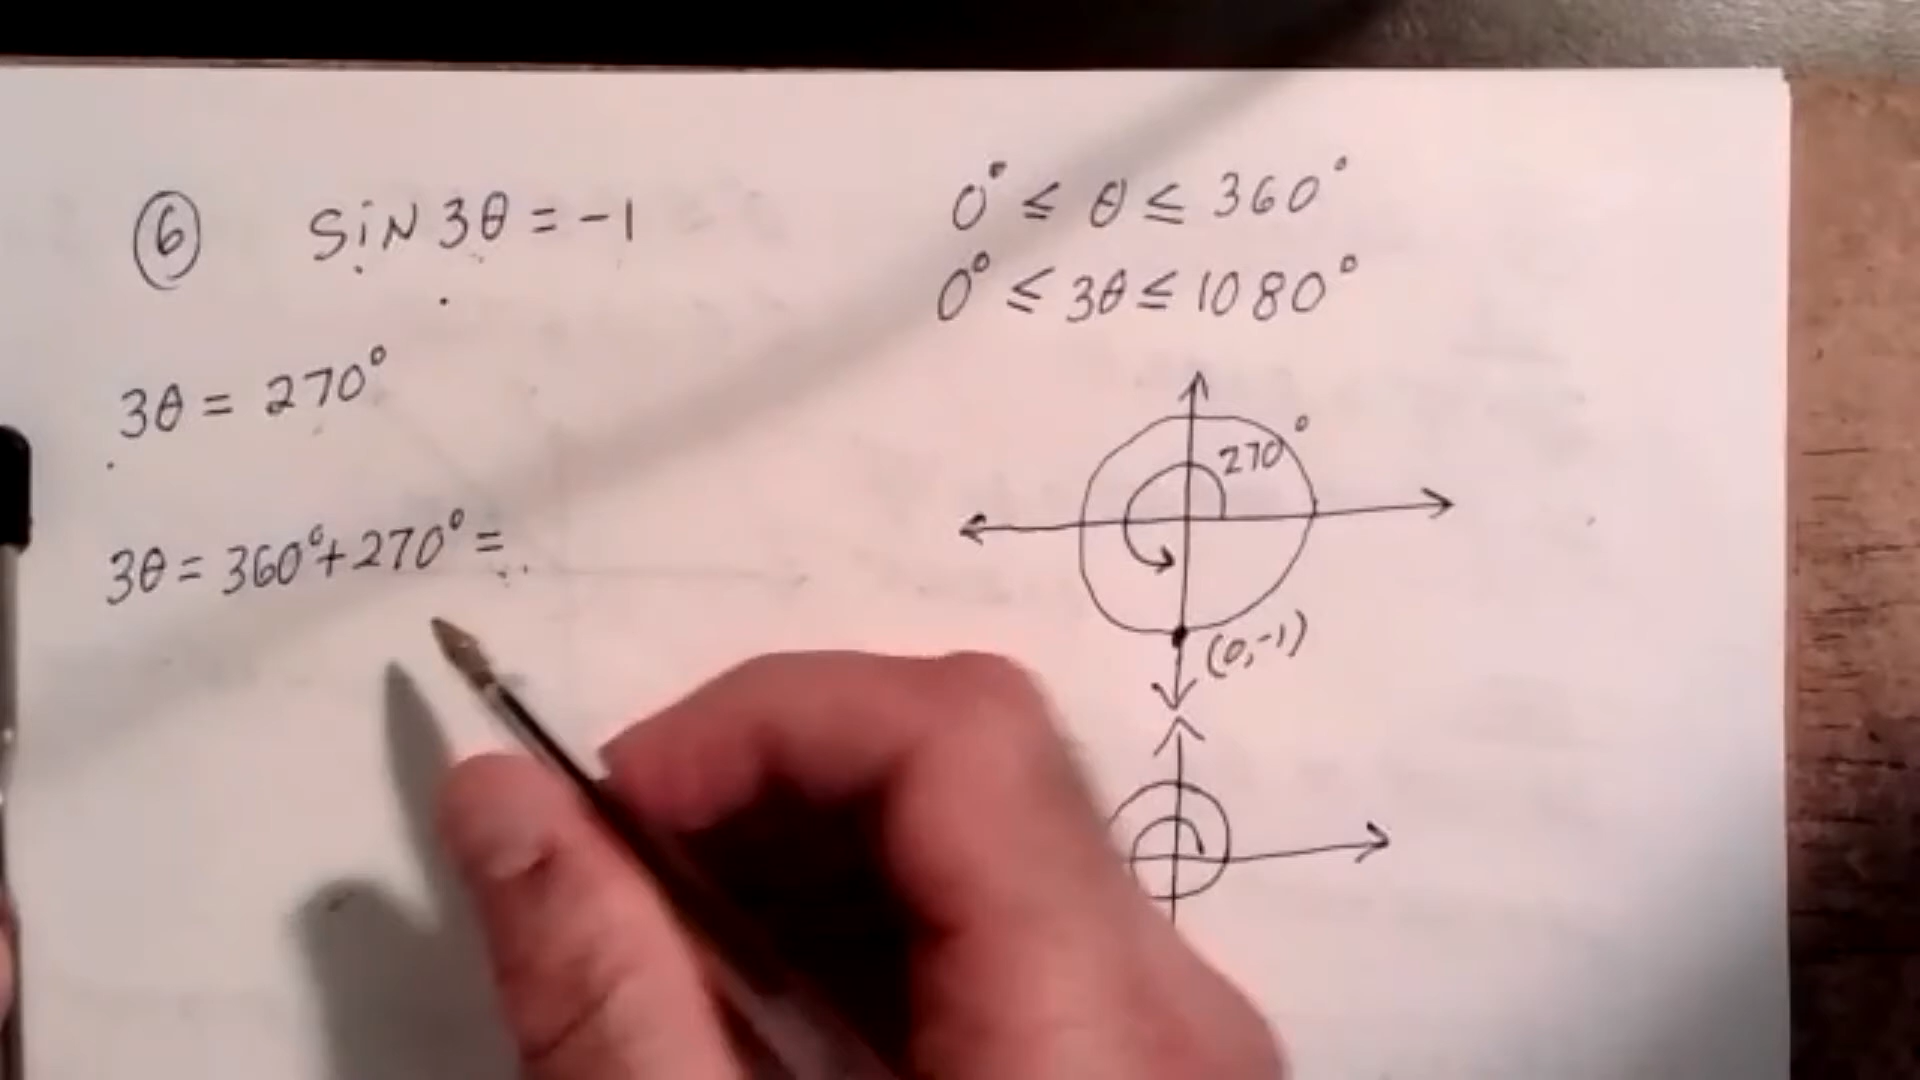 ⑥ SiN 3θ = -1
0° ≤ θ ≤ 360°
0° ≤ 3θ ≤ 1080°
3θ = 270°
270°
3θ = 360° + 270° =
(0,-1)